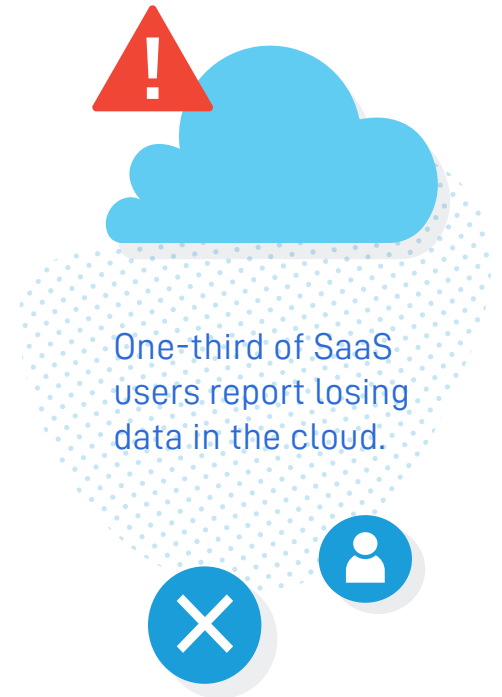 !
One-third of SaaS
users report losing
data in the cloud.